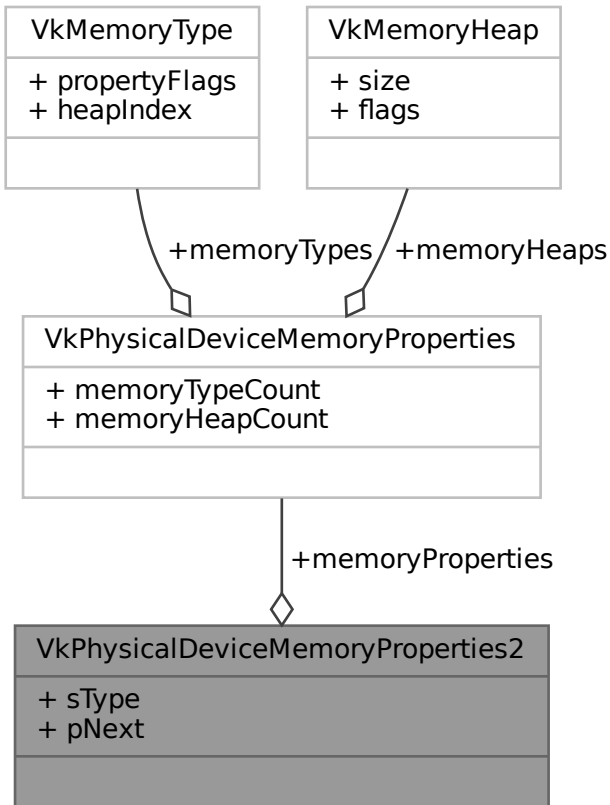 VkMemoryType
+ propertyFlags
+ heapIndex
VkMemoryHeap
+ size
+ flags
+memoryTypes
+memoryHeaps
VkPhysicalDeviceMemoryProperties
+ memoryTypeCount
+ memoryHeapCount
+memoryProperties
VkPhysicalDeviceMemoryProperties2
+ sType
+ pNext